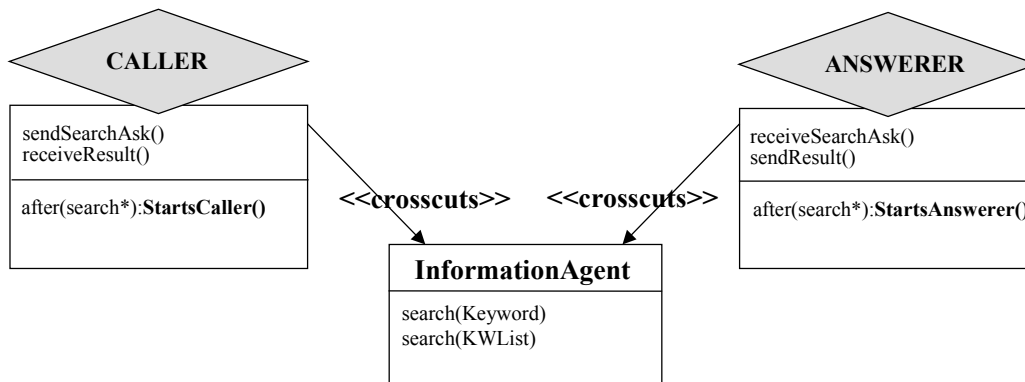 CALLER
sendSearchAsk()
receiveResult()
after(search*):StartsCaller()
ANSWERER
receiveSearchAsk()
sendResult()
after(search*):StartsAnswerer()
<<crosscuts>>
<<crosscuts>>
InformationAgent
search(Keyword)
search(KWList)